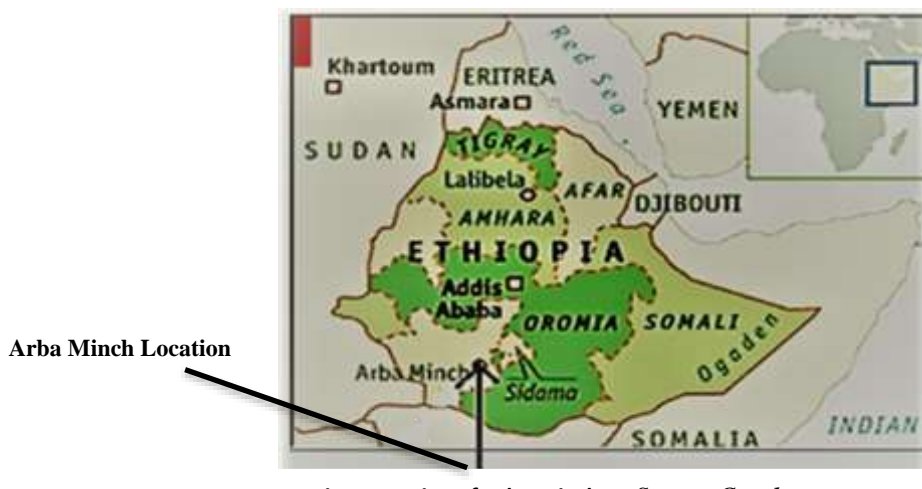 Khartoum
ERITREA
Asmara
Red Sea
YEMEN
SUDAN
TIGRAY
Lalibela
AFAR
DJIBOUTI
AMHARA
ETHIOPIA
Addis
Ababa
OROMIA
SOMALI
Ogaden
Arba Minch Location
Arba Minch
Sidama
INDIAN
SOMALIA